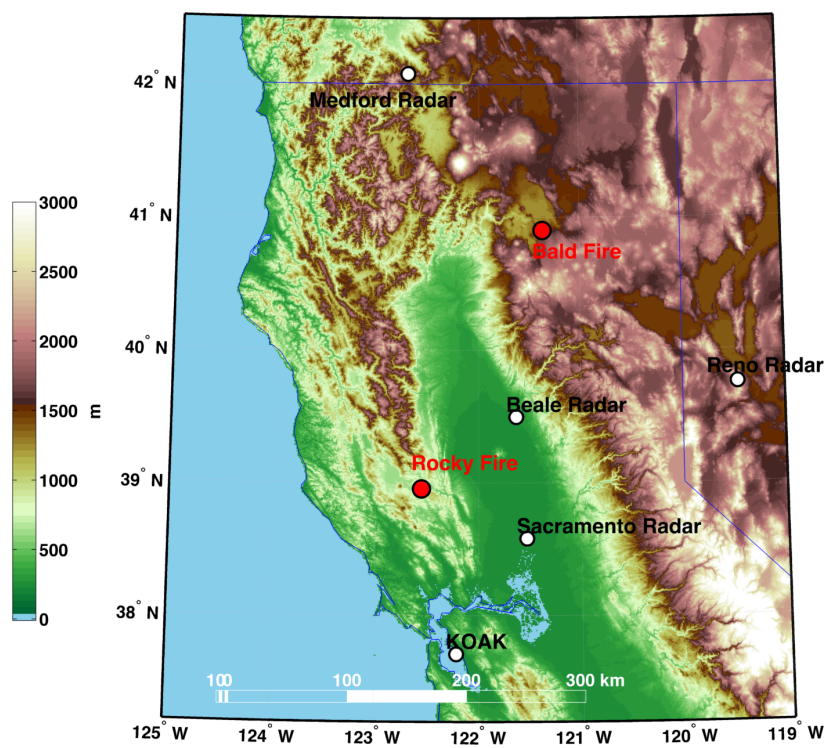 42° N
Medford Radar
41° N
3000
2500
2000
1500
1000
500
0
m
Bald Fire
40° N
Reno Radar
Beale Radar
Rocky Fire
39° N
Sacramento Radar
38° N
KOAK
100 100 200 300 km
125° W 124° W 123° W 122° W 121° W 120° W 119° W